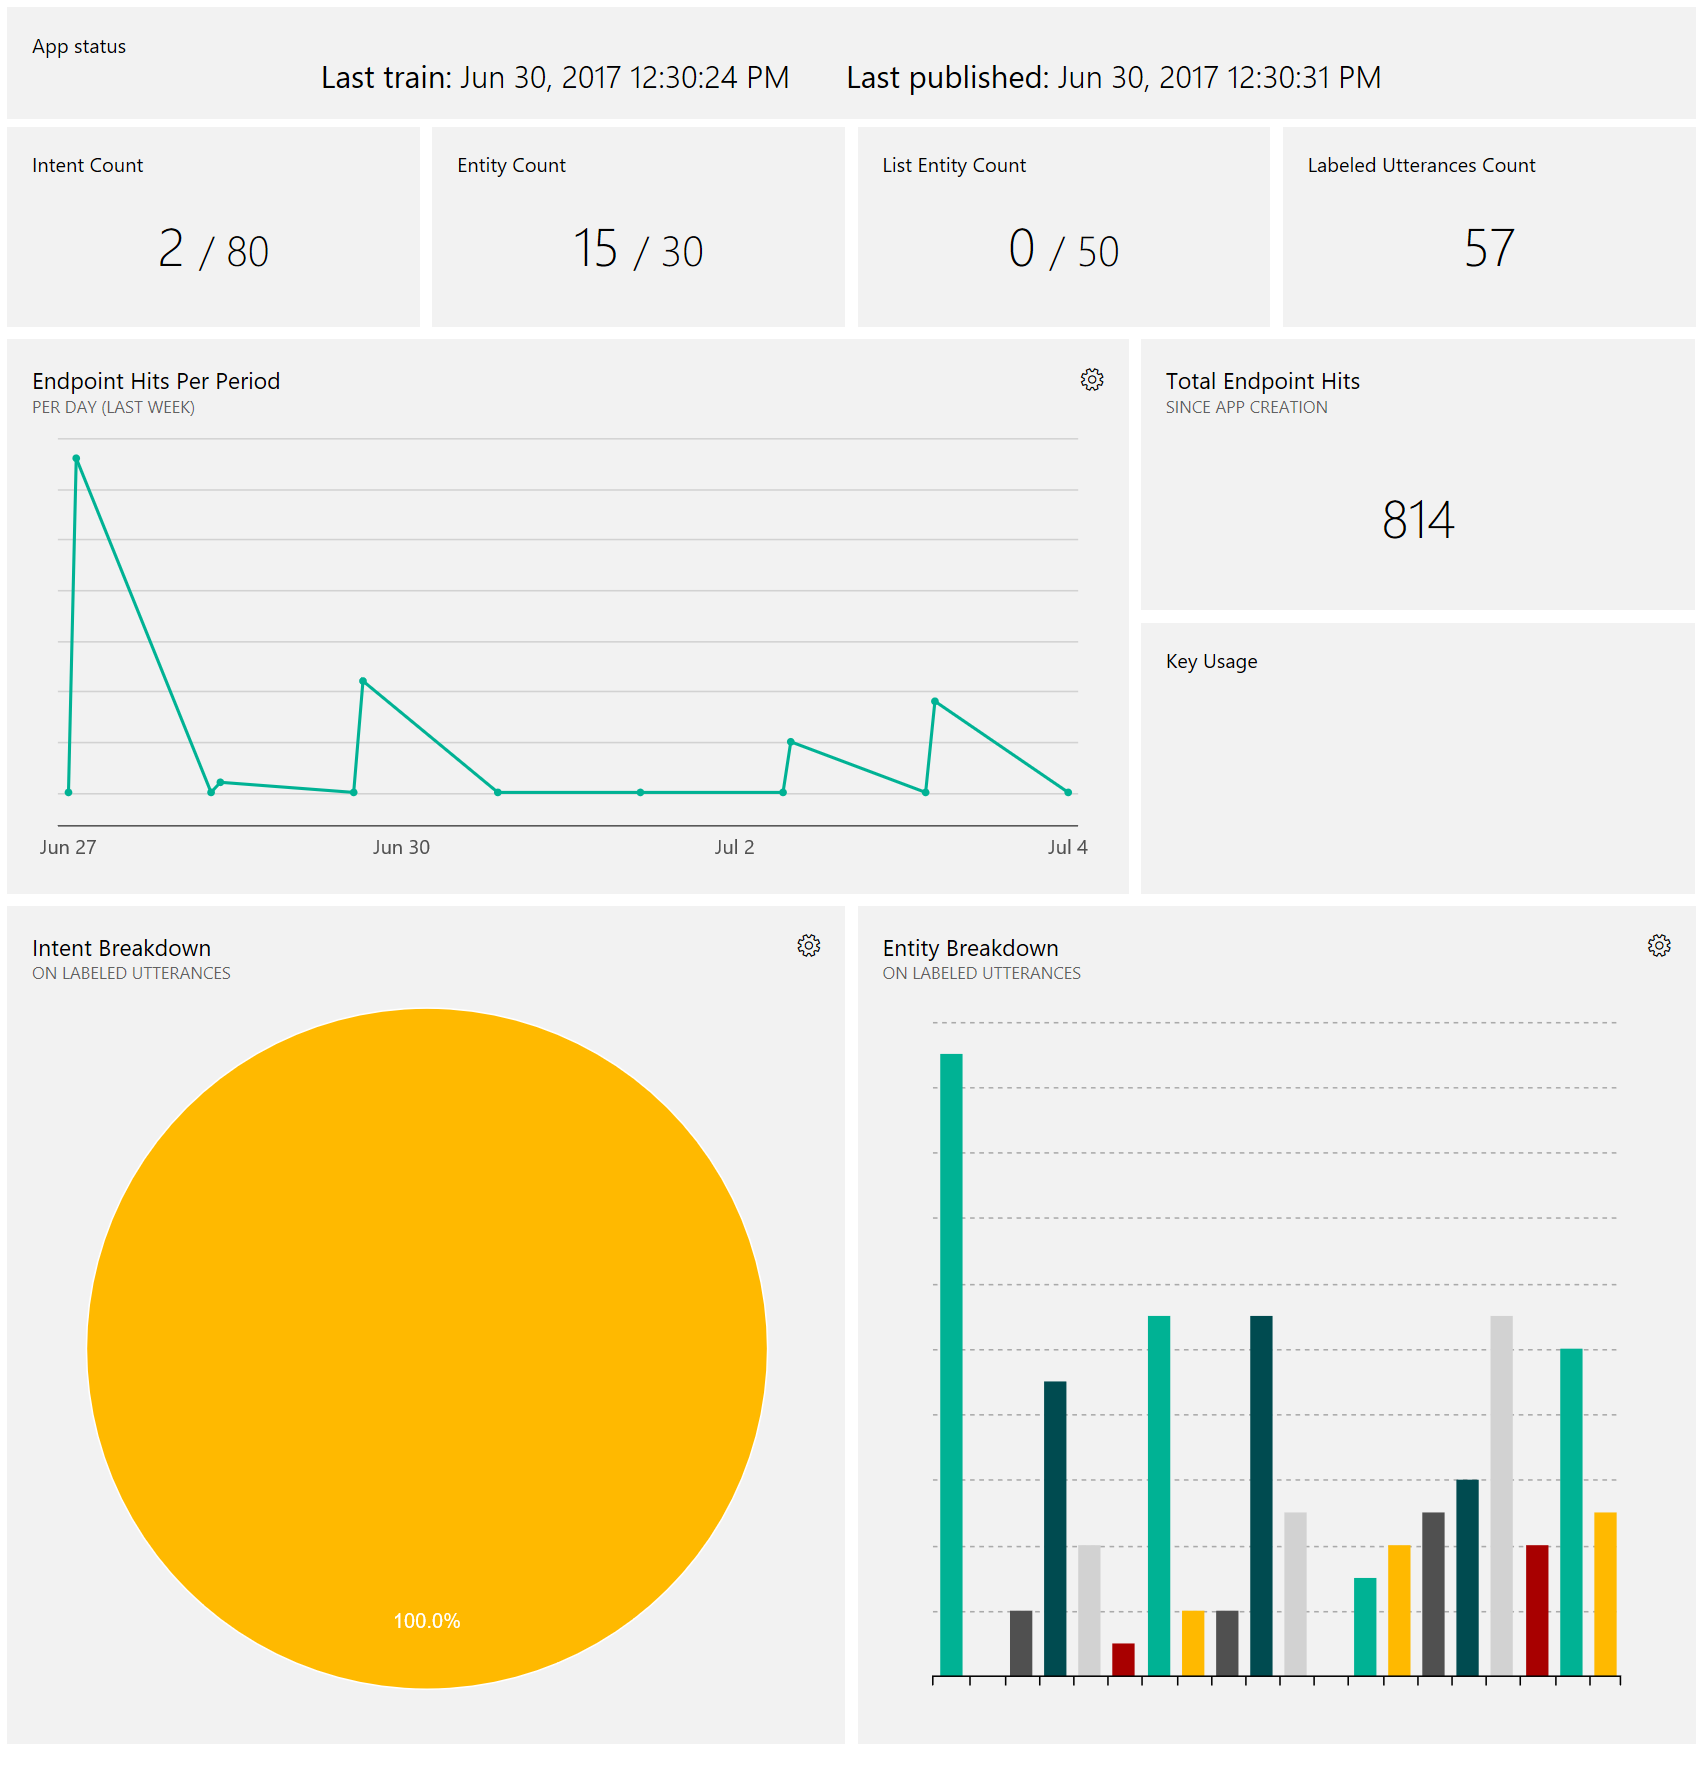 App status
Last train: Jun 30, 2017 12:30:24 PM
Last published: Jun 30, 2017 12:30:31 PM
Intent Count
2 / 80
Entity Count
15 / 30
List Entity Count
0 / 50
Labeled Utterances Count
57
Endpoint Hits Per Period
PER DAY (LAST WEEK)
Jun 27
Jun 30
Jul 2
Jul 4
Total Endpoint Hits
SINCE APP CREATION
814
Key Usage
Intent Breakdown
ON LABELED UTTERANCES
100.0%
Entity Breakdown
ON LABELED UTTERANCES